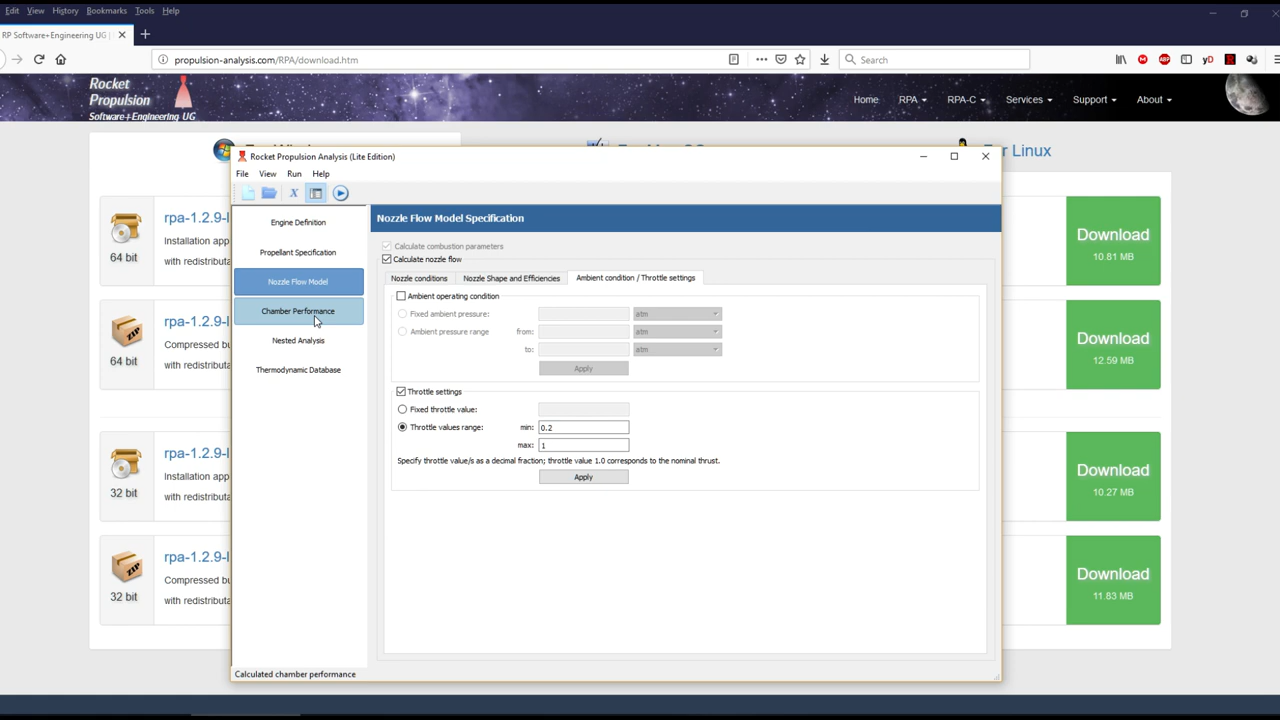 Edit View History Bookmarks Tools Help
RP Software+Engineering UG
propulsion-analysis.com/RPA/download.htm
Search
Rocket
Propulsion
Software+Engineering UG
Home RPA RPA-C Services Support About
r Linux
Rocket Propulsion Analysis (Lite Edition)
File View Run Help
Engine Definition
Propellant Specification
Nozzle Flow Model
Chamber Performance
Nested Analysis
Thermodynamic Database
Nozzle Flow Model Specification
Calculate combustion parameters
Calculate nozzle flow
Nozzle conditions Nozzle Shape and Efficiencies Ambient condition / Throttle settings
Ambient operating condition
Fixed ambient pressure: atm
Ambient pressure range from: atm
to: atm
Apply
Throttle settings
Fixed throttle value:
Throttle values range: min: 0.2
max: 1
Specify throttle value/s as a decimal fraction; throttle value 1.0 corresponds to the nominal thrust.
Apply
Calculated chamber performance
rpa-1.2.9-
Installation app
with redistributa
64 bit
Download
10.81 MB
rpa-1.2.9-
Compressed bu
with redistributa
64 bit
Download
12.59 MB
rpa-1.2.9-
Installation app
with redistributa
32 bit
Download
10.27 MB
rpa-1.2.9-
Compressed bu
with redistributa
32 bit
Download
11.83 MB